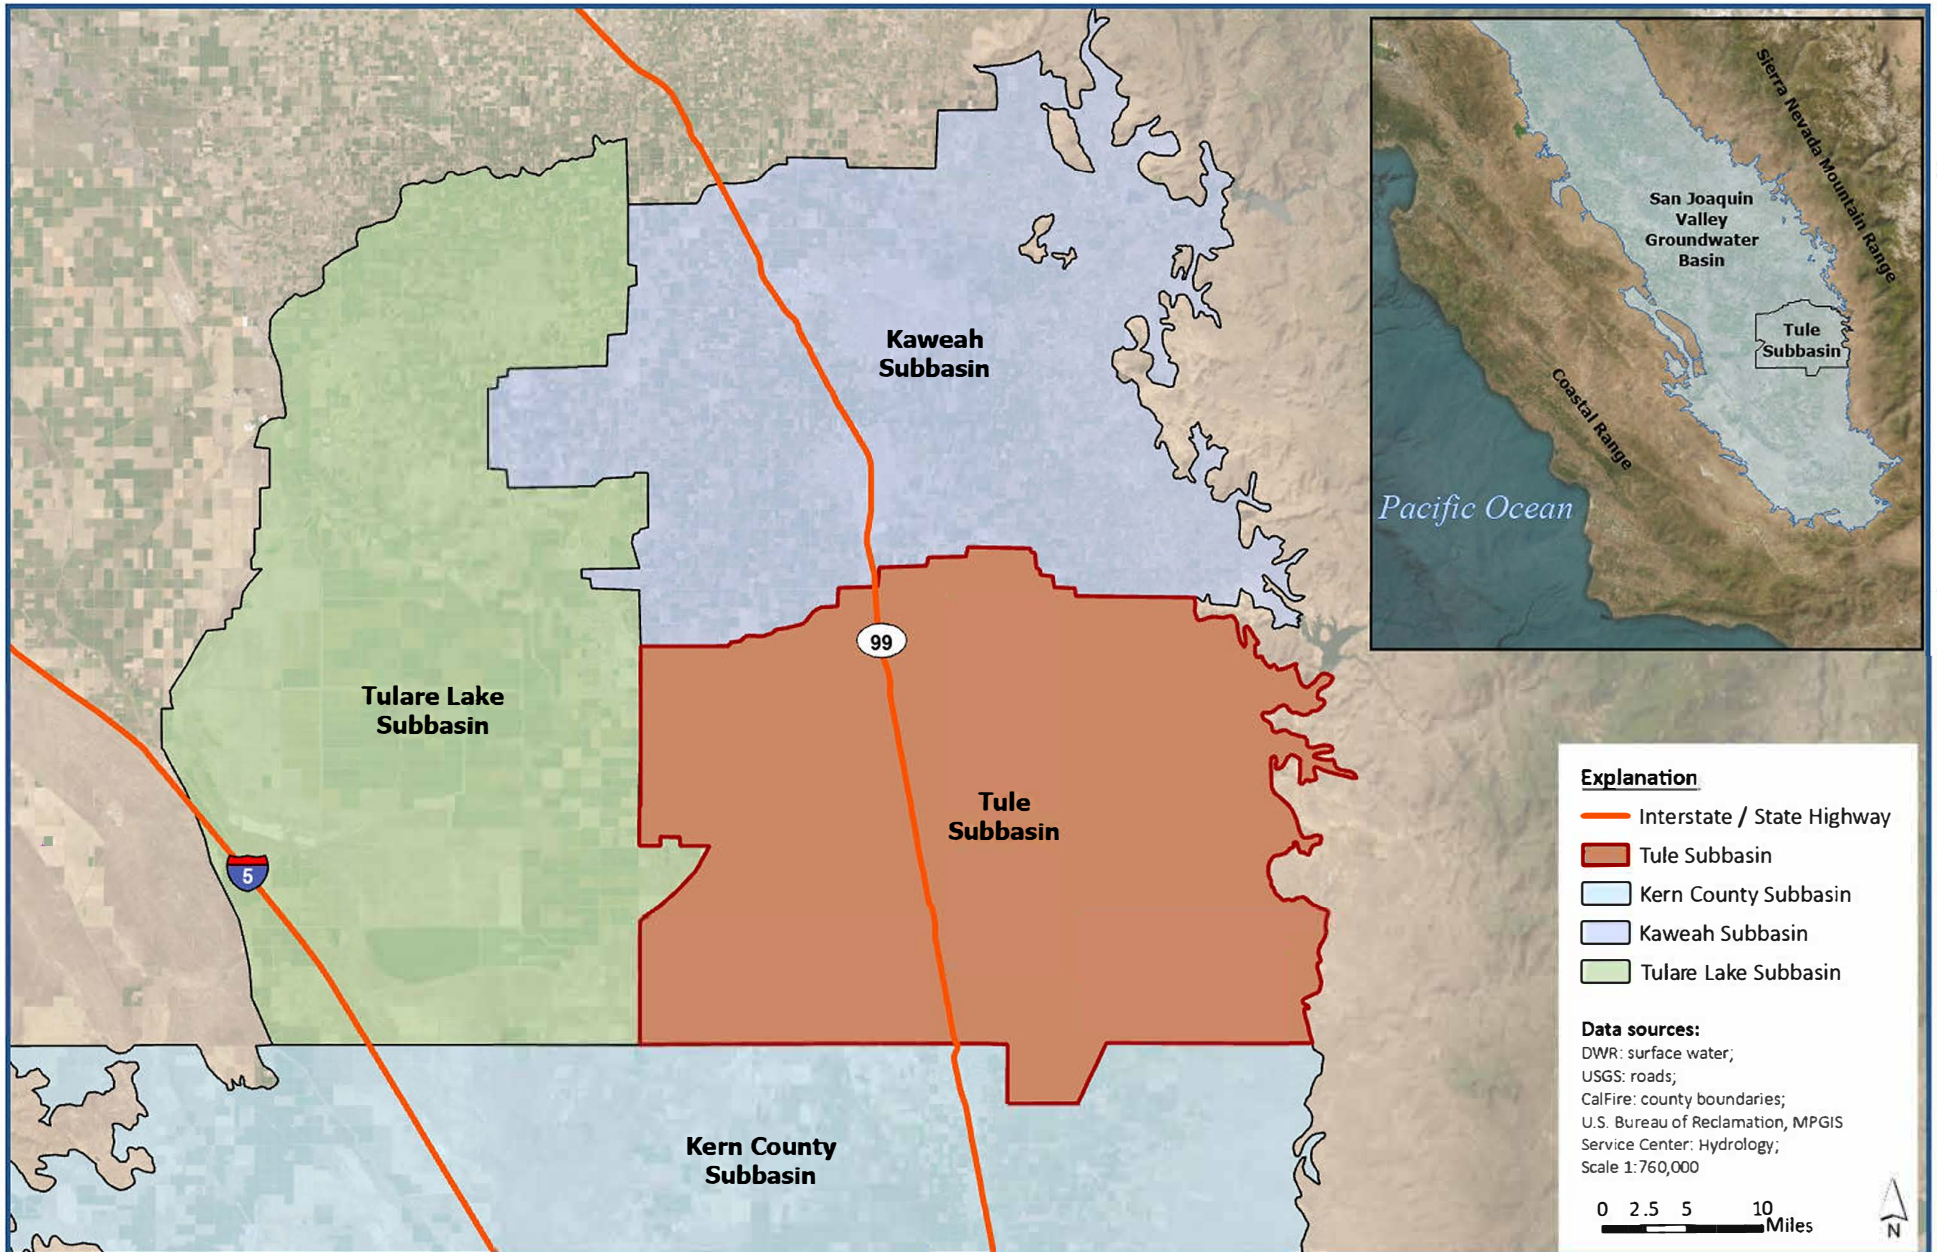 Kaweah
Subbasin
99
Tulare Lake
Subbasin
Tule
Subbasin
5
Kern County
Subbasin
Sierra Nevada Mountain Range
San Joaquin
Valley
Groundwater
Basin
Tule
Subbasin
Coastal Range
Pacific Ocean
Explanation
Interstate / State Highway
Tule Subbasin
Kern County Subbasin
Kaweah Subbasin
Tulare Lake Subbasin
Data sources:
DWR: surface water;
USGS: roads;
CalFire: county boundaries;
U.S. Bureau of Reclamation, MPGIS
Service Center: Hydrology;
Scale 1:760,000
0 2.5 5 10
Miles
N